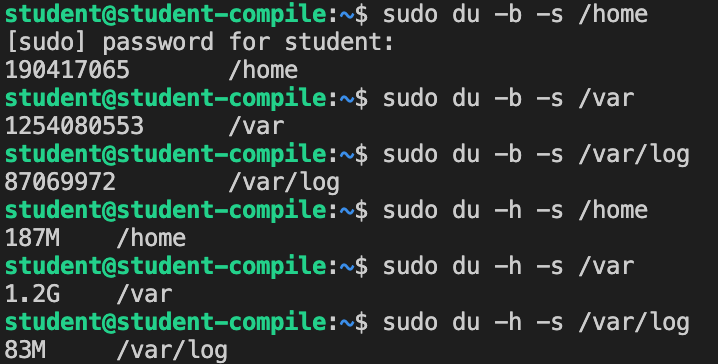 student@student-compile:~$ sudo du -b -s /home
[sudo] password for student:
190417065       /home
student@student-compile:~$ sudo du -b -s /var
1254080553      /var
student@student-compile:~$ sudo du -b -s /var/log
87069972        /var/log
student@student-compile:~$ sudo du -h -s /home
187M    /home
student@student-compile:~$ sudo du -h -s /var
1.2G    /var
student@student-compile:~$ sudo du -h -s /var/log
83M     /var/log